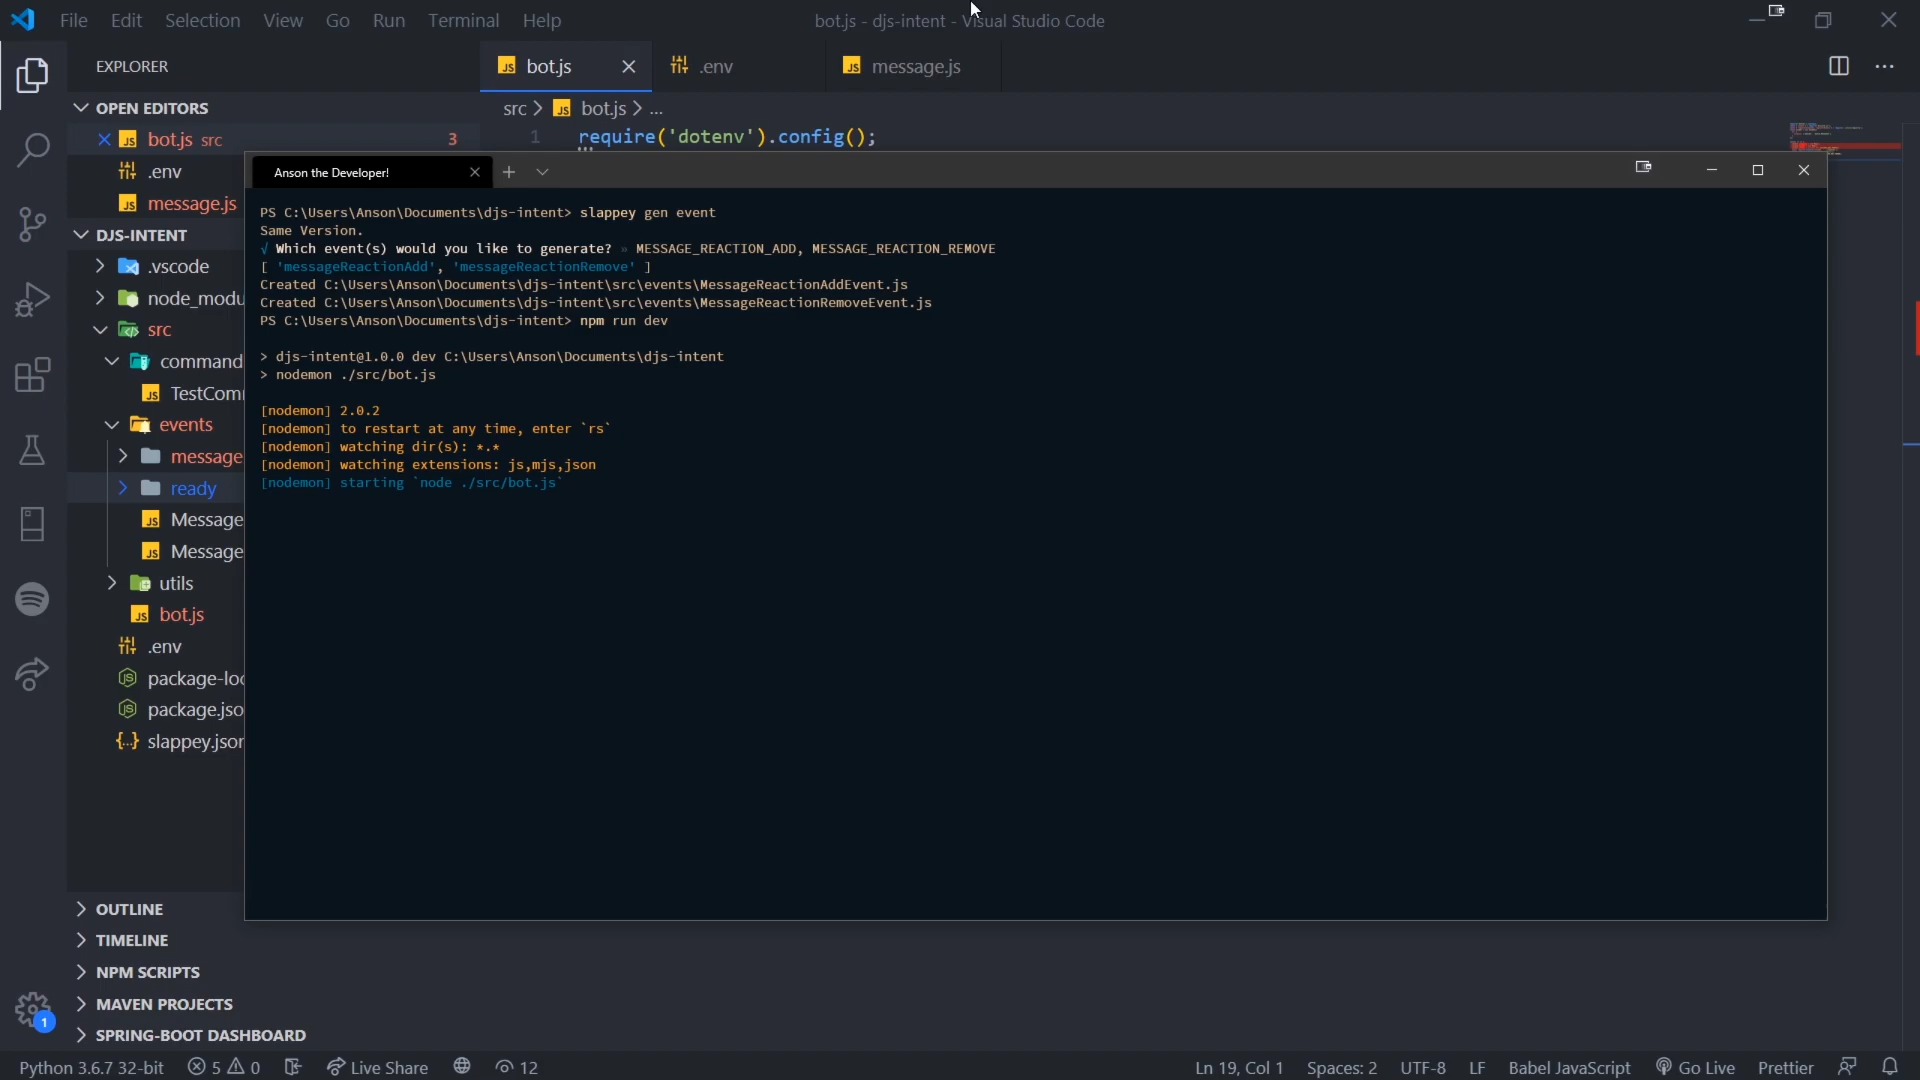 File Edit Selection View Go Run Terminal Help
bot.js - djs-intent - Visual Studio Code
EXPLORER
bot.js
.env
message.js
OPEN EDITORS
bot.js src 3
.env
message.js
src > bot.js > ...
1 require('dotenv').config();
DJS-INTENT
.vscode
node_modu
src
command
TestCom
events
message
ready
Message
Message
utils
bot.js
.env
package-loc
package.jso
slappey.jsor
Anson the Developer!
PS C:\Users\Anson\Documents\djs-intent> slappey gen event
Same Version.
√ Which event(s) would you like to generate? » MESSAGE_REACTION_ADD, MESSAGE_REACTION_REMOVE
[ 'messageReactionAdd', 'messageReactionRemove' ]
Created C:\Users\Anson\Documents\djs-intent\src\events\MessageReactionAddEvent.js
Created C:\Users\Anson\Documents\djs-intent\src\events\MessageReactionRemoveEvent.js
PS C:\Users\Anson\Documents\djs-intent> npm run dev
> djs-intent@1.0.0 dev C:\Users\Anson\Documents\djs-intent
> nodemon ./src/bot.js
[nodemon] 2.0.2
[nodemon] to restart at any time, enter `rs`
[nodemon] watching dir(s): *.*
[nodemon] watching extensions: js,mjs,json
[nodemon] starting `node ./src/bot.js`
OUTLINE
TIMELINE
NPM SCRIPTS
MAVEN PROJECTS
SPRING-BOOT DASHBOARD
1
Python 3.6.7 32-bit 5 0 Live Share 12
Ln 19, Col 1 Spaces: 2 UTF-8 LF Babel JavaScript Go Live Prettier